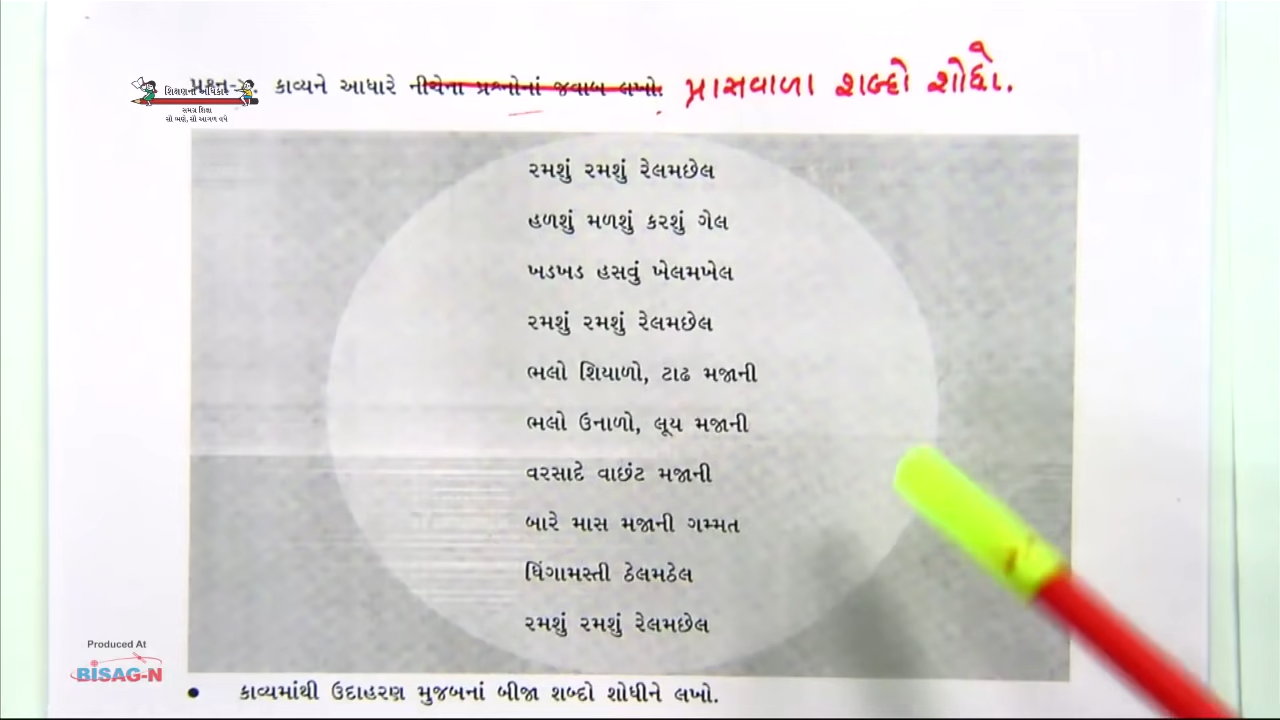 પ્રશ્ન-૨. કાવ્યને આધારે નીચેના પ્રશ્નોનાં જવાબ લખો. પ્રાસવાળા શબ્દો શોધો.
શિક્ષણનો અધિકાર
સમગ્ર શિક્ષા
સૌ ભણે, સૌ આગળ વધે
રમશું રમશું રેલમછેલ
હળશું મળશું કરશું ગેલ
ખડખડ હસવું ખેલમખેલ
રમશું રમશું રેલમછેલ
ભલો શિયાળો, ટાઢ મજાની
ભલો ઉનાળો, લૂય મજાની
વરસાદે વાછંટ મજાની
બારે માસ મજાની ગમ્મત
ધિંગામસ્તી ઠેલમઠેલ
રમશું રમશું રેલમછેલ
Produced At
BISAG-N
● કાવ્યમાંથી ઉદાહરણ મુજબનાં બીજા શબ્દો શોધીને લખો.